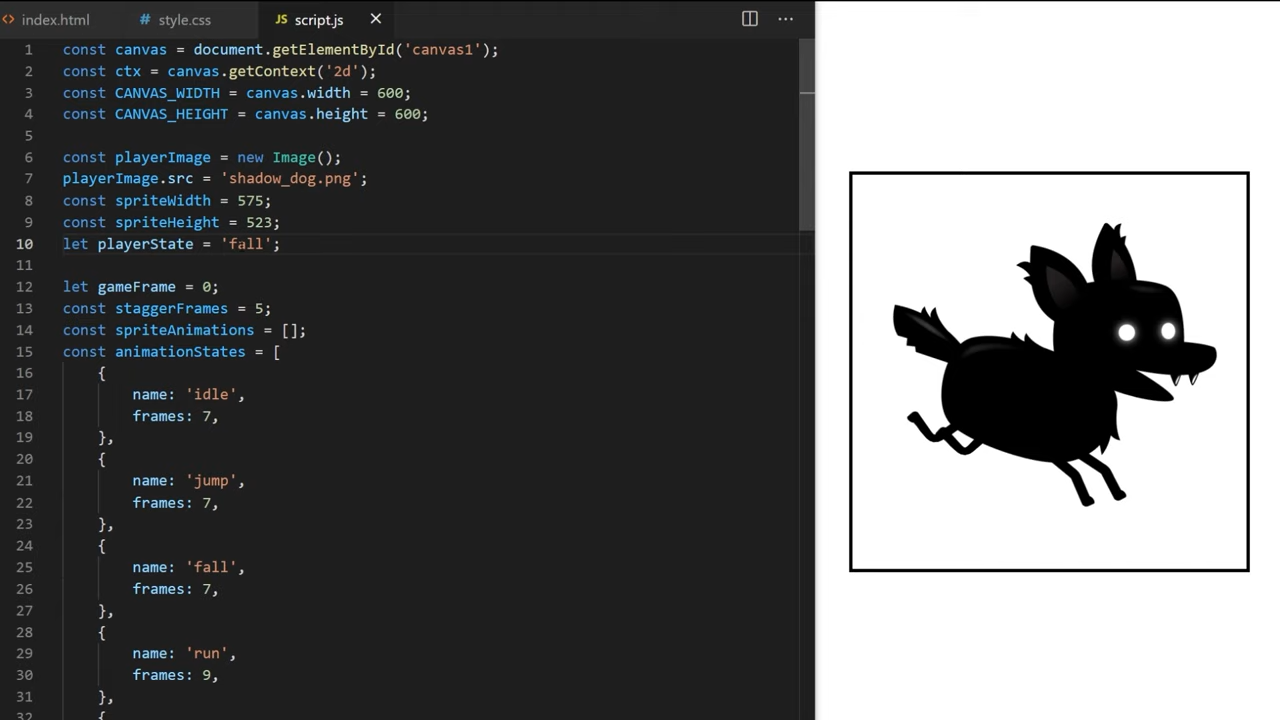 index.html # style.css JS script.js
1 const canvas = document.getElementById('canvas1');
2 const ctx = canvas.getContext('2d');
3 const CANVAS_WIDTH = canvas.width = 600;
4 const CANVAS_HEIGHT = canvas.height = 600;
5
6 const playerImage = new Image();
7 playerImage.src = 'shadow_dog.png';
8 const spriteWidth = 575;
9 const spriteHeight = 523;
10 let playerState = 'fall';
11
12 let gameFrame = 0;
13 const staggerFrames = 5;
14 const spriteAnimations = [];
15 const animationStates = [
16 {
17 name: 'idle',
18 frames: 7,
19 },
20 {
21 name: 'jump',
22 frames: 7,
23 },
24 {
25 name: 'fall',
26 frames: 7,
27 },
28 {
29 name: 'run',
30 frames: 9,
31 },
32 {